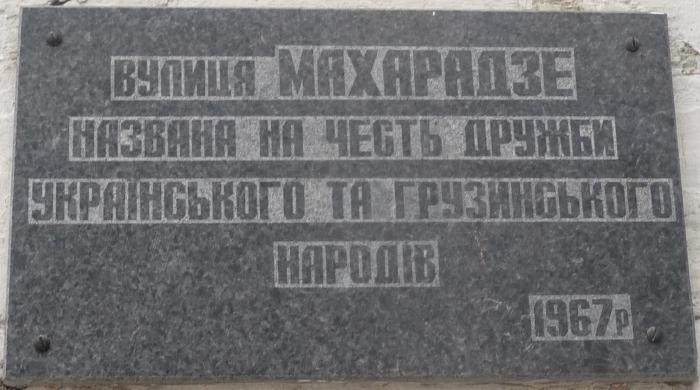 ВУЛИЦЯ МАХАРАДЗЕ
НАЗВАНА НА ЧЕСТЬ ДРУЖБИ
УКРАЇНСЬКОГО ТА ГРУЗИНСЬКОГО
НАРОДІВ
1967р